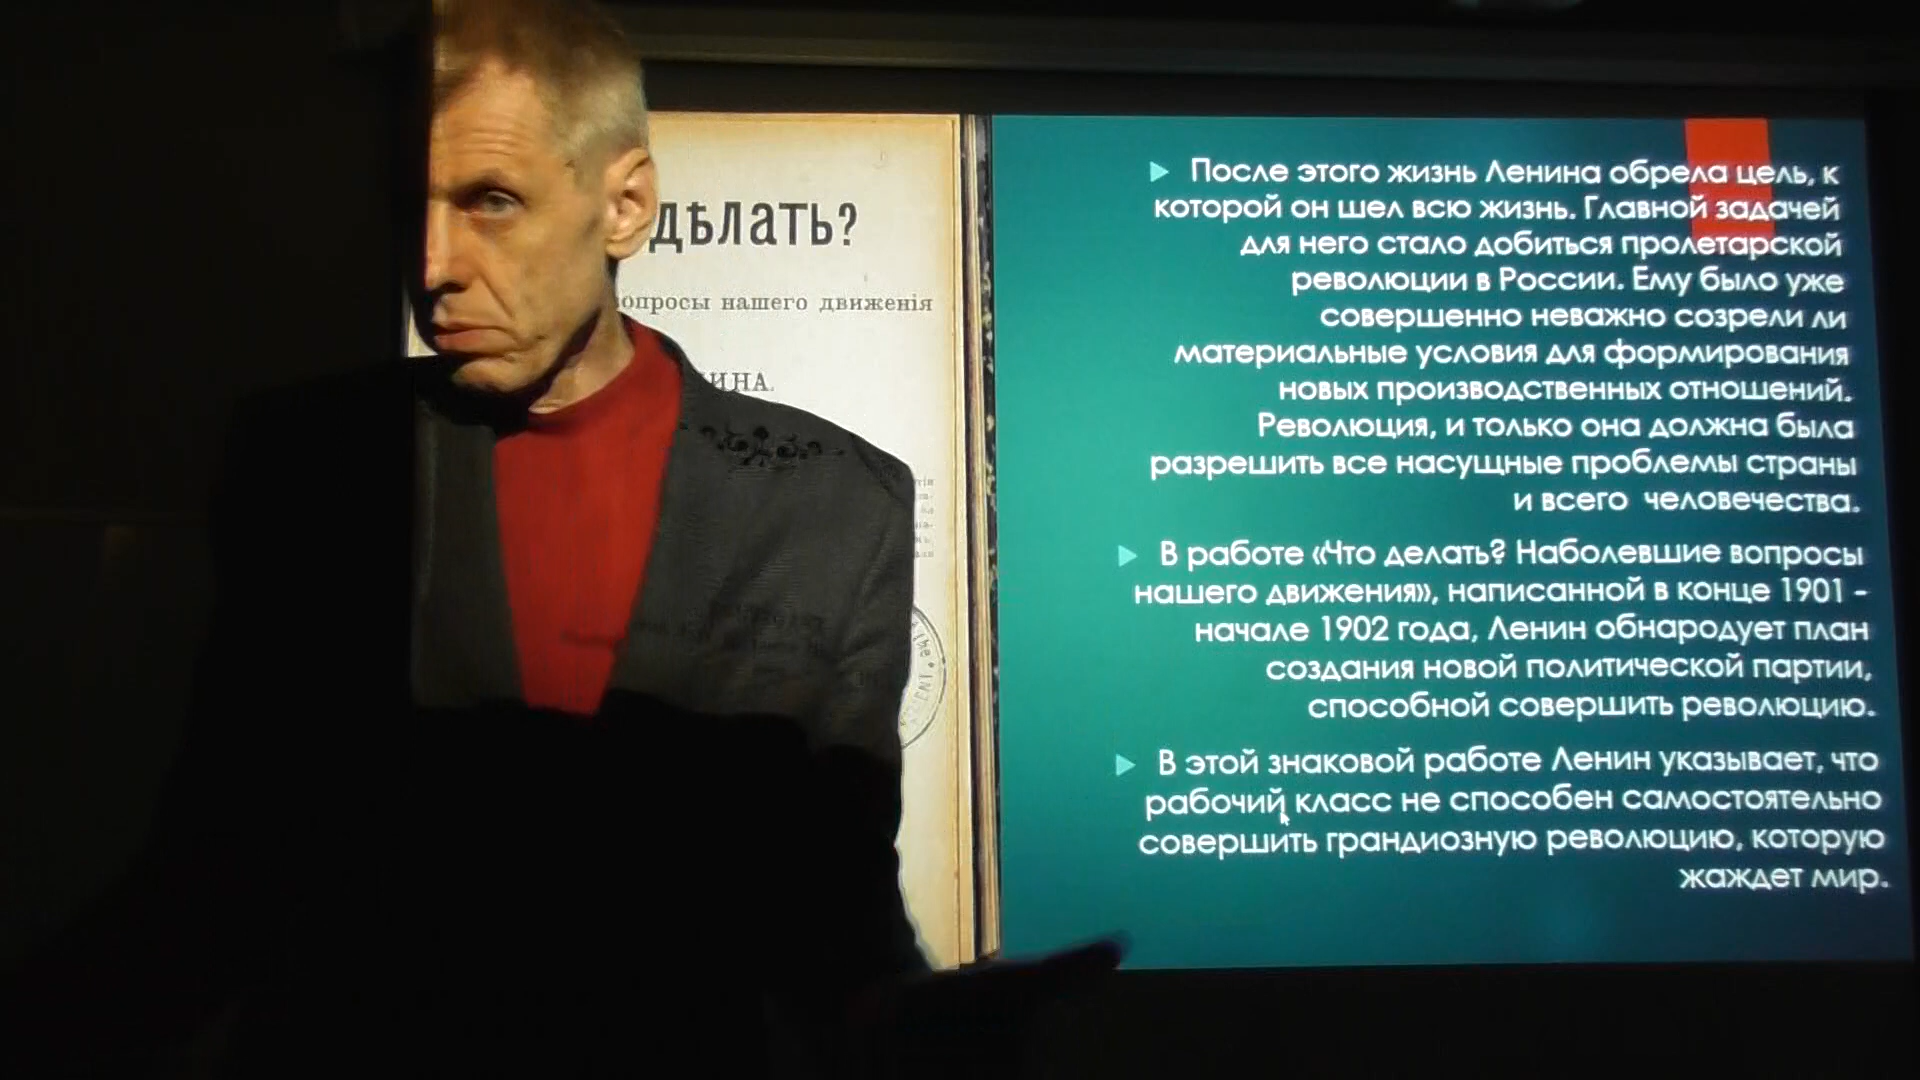 дѣлать?
вопросы нашего движенія
После этого жизнь Ленина обрела цель, к
которой он шел всю жизнь. Главной задачей
для него стало добиться пролетарской
революции в России. Ему было уже
совершенно неважно созрели ли
материальные условия для формирования
новых производственных отношений.
Революция, и только она должна была
разрешить все насущные проблемы страны
и всего человечества.
В работе «Что делать? Наболевшие вопросы
нашего движения», написанной в конце 1901 -
начале 1902 года, Ленин обнародует план
создания новой политической партии,
способной совершить революцию.
В этой знаковой работе Ленин указывает, что
рабочий класс не способен самостоятельно
совершить грандиозную революцию, которую
жаждет мир.